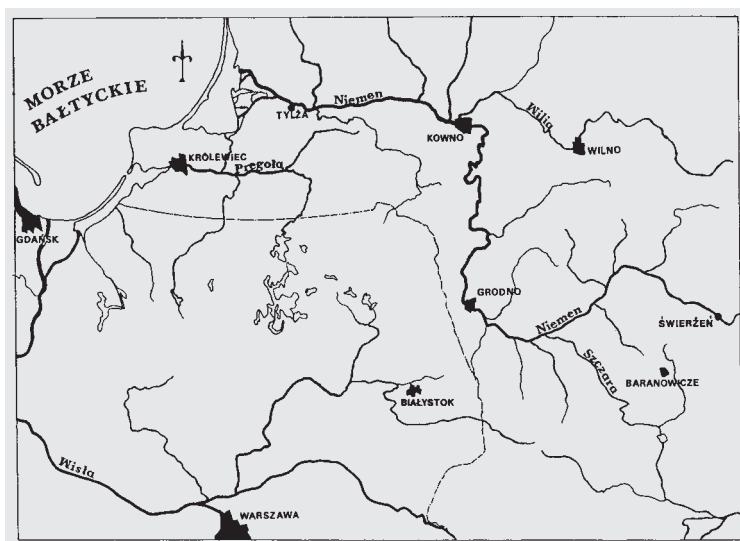 MORZE
BAŁTYCKIE
Niemen
TYLŻA
KOWNO
Wilia
WILNO
KRÓLEWIEC
Pregoła
GDAŃSK
GRODNO
Niemen
ŚWIERŻEŃ
Szczara
BARANOWICZE
BIAŁYSTOK
Wisła
WARSZAWA